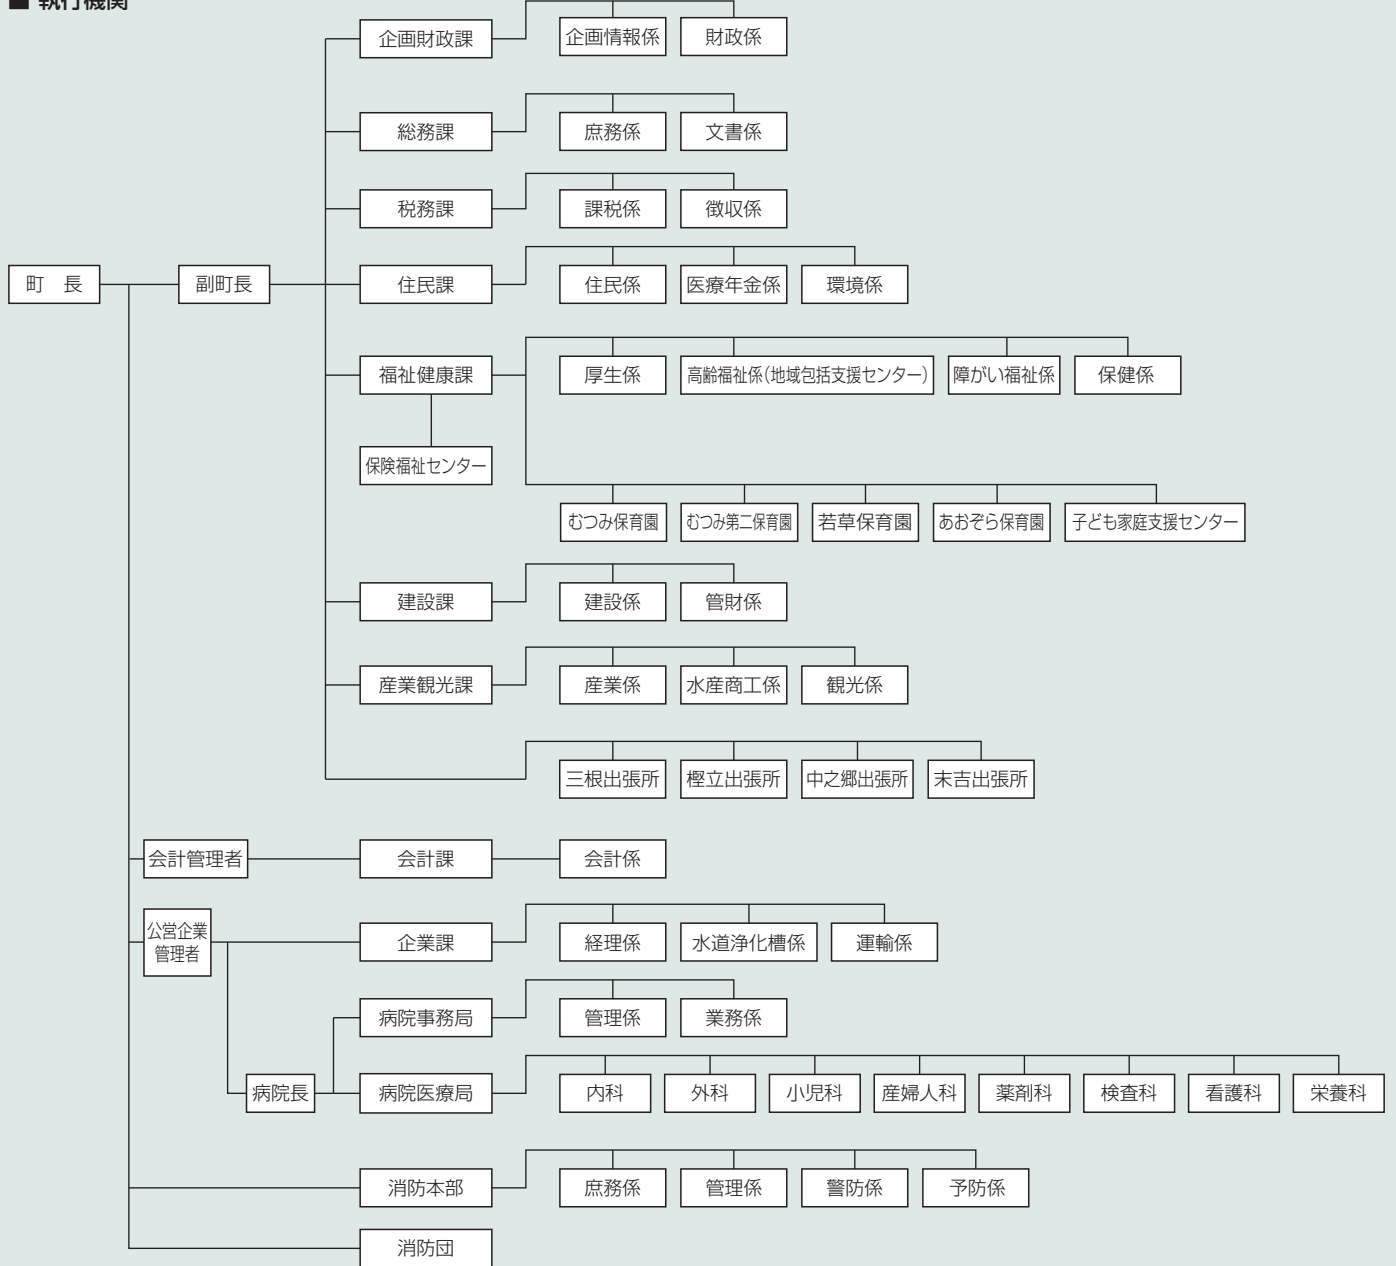 ■ 執行機関
企画財政課
企画情報係
財政係
総務課
庶務係
文書係
税務課
課税係
徴収係
町　長
副町長
住民課
住民係
医療年金係
環境係
福祉健康課
厚生係
高齢福祉係(地域包括支援センター)
障がい福祉係
保健係
保険福祉センター
むつみ保育園
むつみ第二保育園
若草保育園
あおぞら保育園
子ども家庭支援センター
建設課
建設係
管財係
産業観光課
産業係
水産商工係
観光係
三根出張所
樫立出張所
中之郷出張所
末吉出張所
会計管理者
会計課
会計係
公営企業
管理者
企業課
経理係
水道浄化槽係
運輸係
病院事務局
管理係
業務係
病院長
病院医療局
内科
外科
小児科
産婦人科
薬剤科
検査科
看護科
栄養科
消防本部
庶務係
管理係
警防係
予防係
消防団